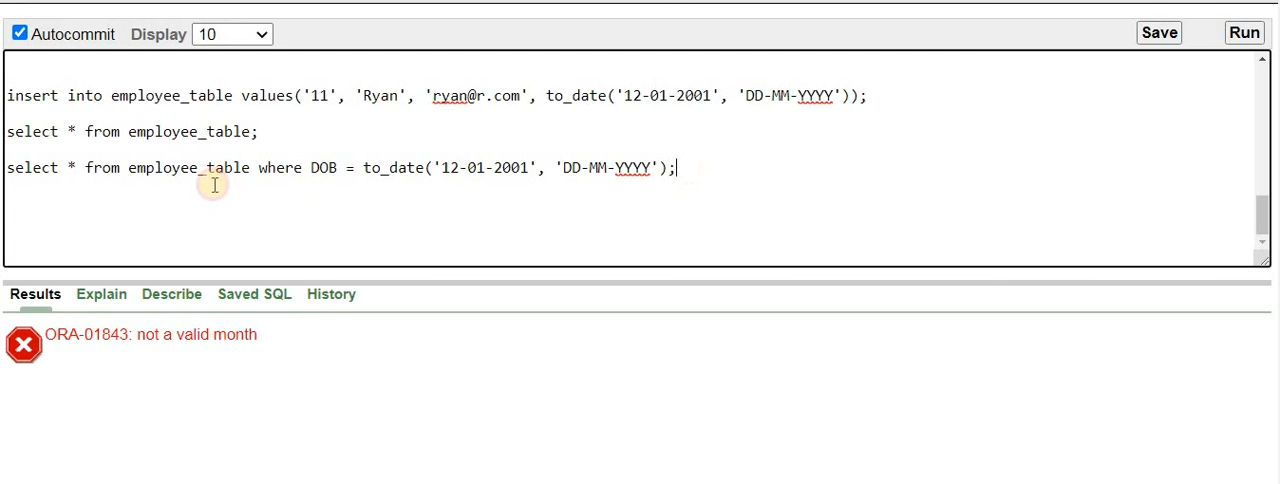 Autocommit Display 10 Save Run
insert into employee_table values('11', 'Ryan', 'ryan@r.com', to_date('12-01-2001', 'DD-MM-YYYY'));
select * from employee_table;
select * from employee_table where DOB = to_date('12-01-2001', 'DD-MM-YYYY');
Results Explain Describe Saved SQL History
ORA-01843: not a valid month